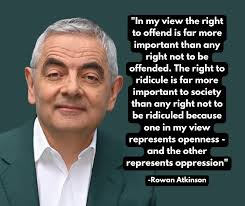 "In my view the right
to offend is far more
important than any
right not to be
offended. The right to
ridicule is far more
important to society
than any right not to
be ridiculed because
one in my view
represents openness -
and the other
represents oppression"
-Rowan Atkinson